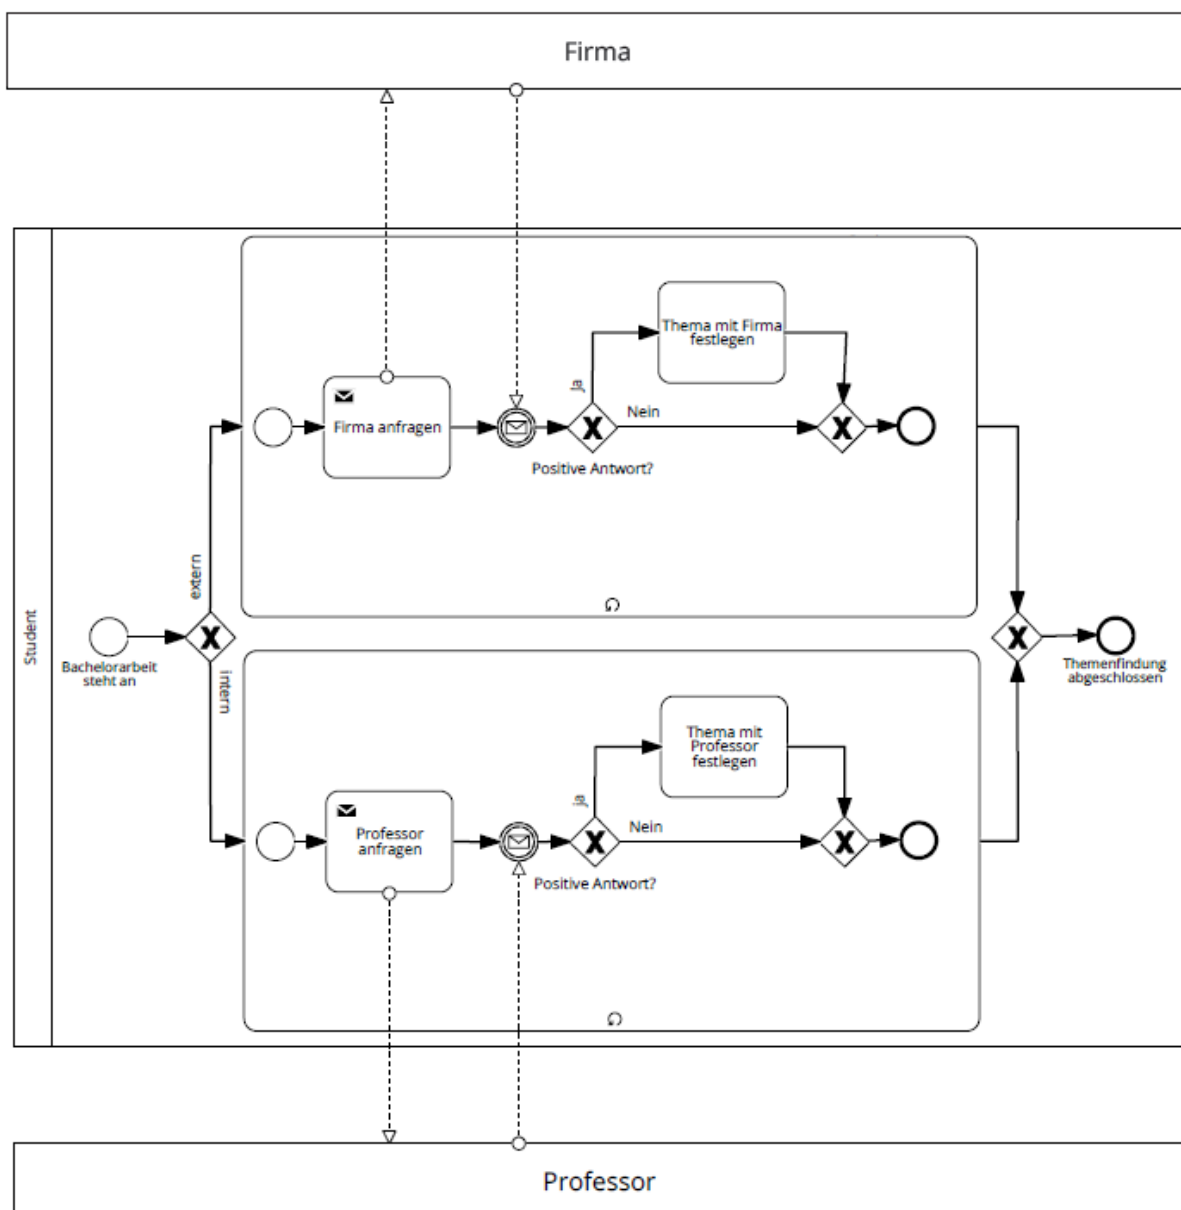 Firma
Thema mit Firma
festlegen
Ja
Firma anfragen
Nein
Positive Antwort?
extern
Student
Bachelorarbeit
steht an
intern
Themenfindung
abgeschlossen
Thema mit
Professor
festlegen
ja
Professor
anfragen
Nein
Positive Antwort?
Professor